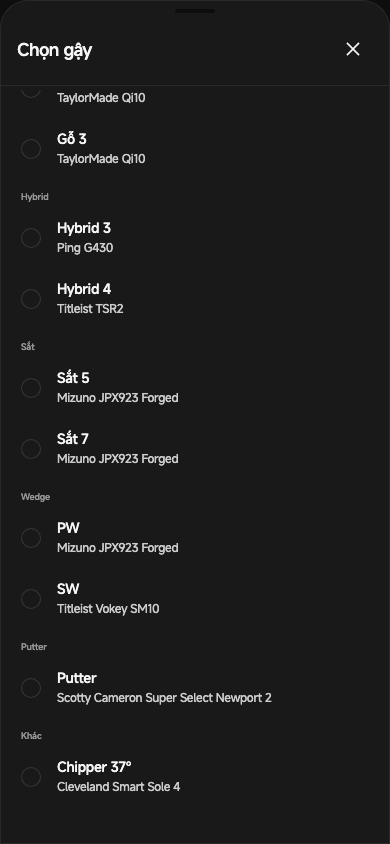 Chọn gậy
TaylorMade Qi10
Gỗ 3
TaylorMade Qi10
Hybrid
Hybrid 3
Ping G430
Hybrid 4
Titleist TSR2
Sắt
Sắt 5
Mizuno JPX923 Forged
Sắt 7
Mizuno JPX923 Forged
Wedge
PW
Mizuno JPX923 Forged
SW
Titleist Vokey SM10
Putter
Putter
Scotty Cameron Super Select Newport 2
Khác
Chipper 37°
Cleveland Smart Sole 4